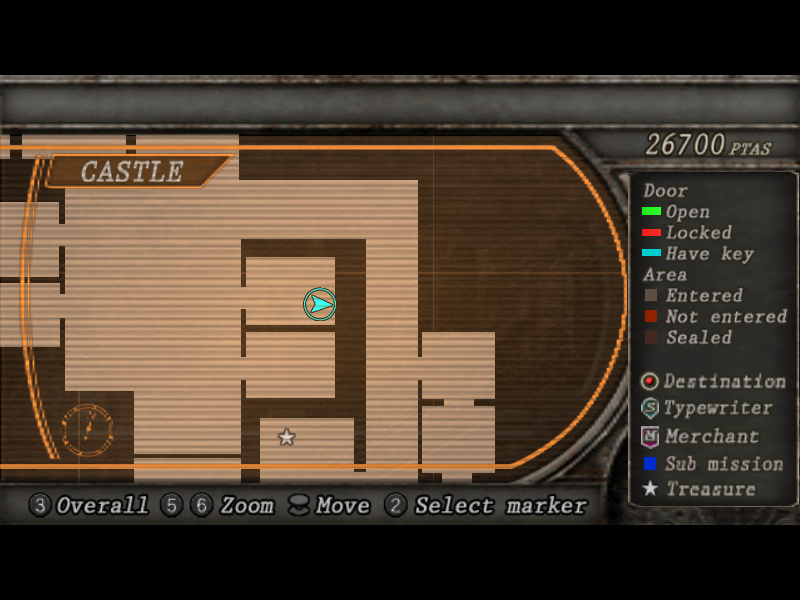 CASTLE
26700 PTAS
Door
Open
Locked
Have key
Area
Entered
Not entered
Sealed
Destination
S Typewriter
M Merchant
Sub mission
Treasure
3 Overall 5 6 Zoom Move 2 Select marker